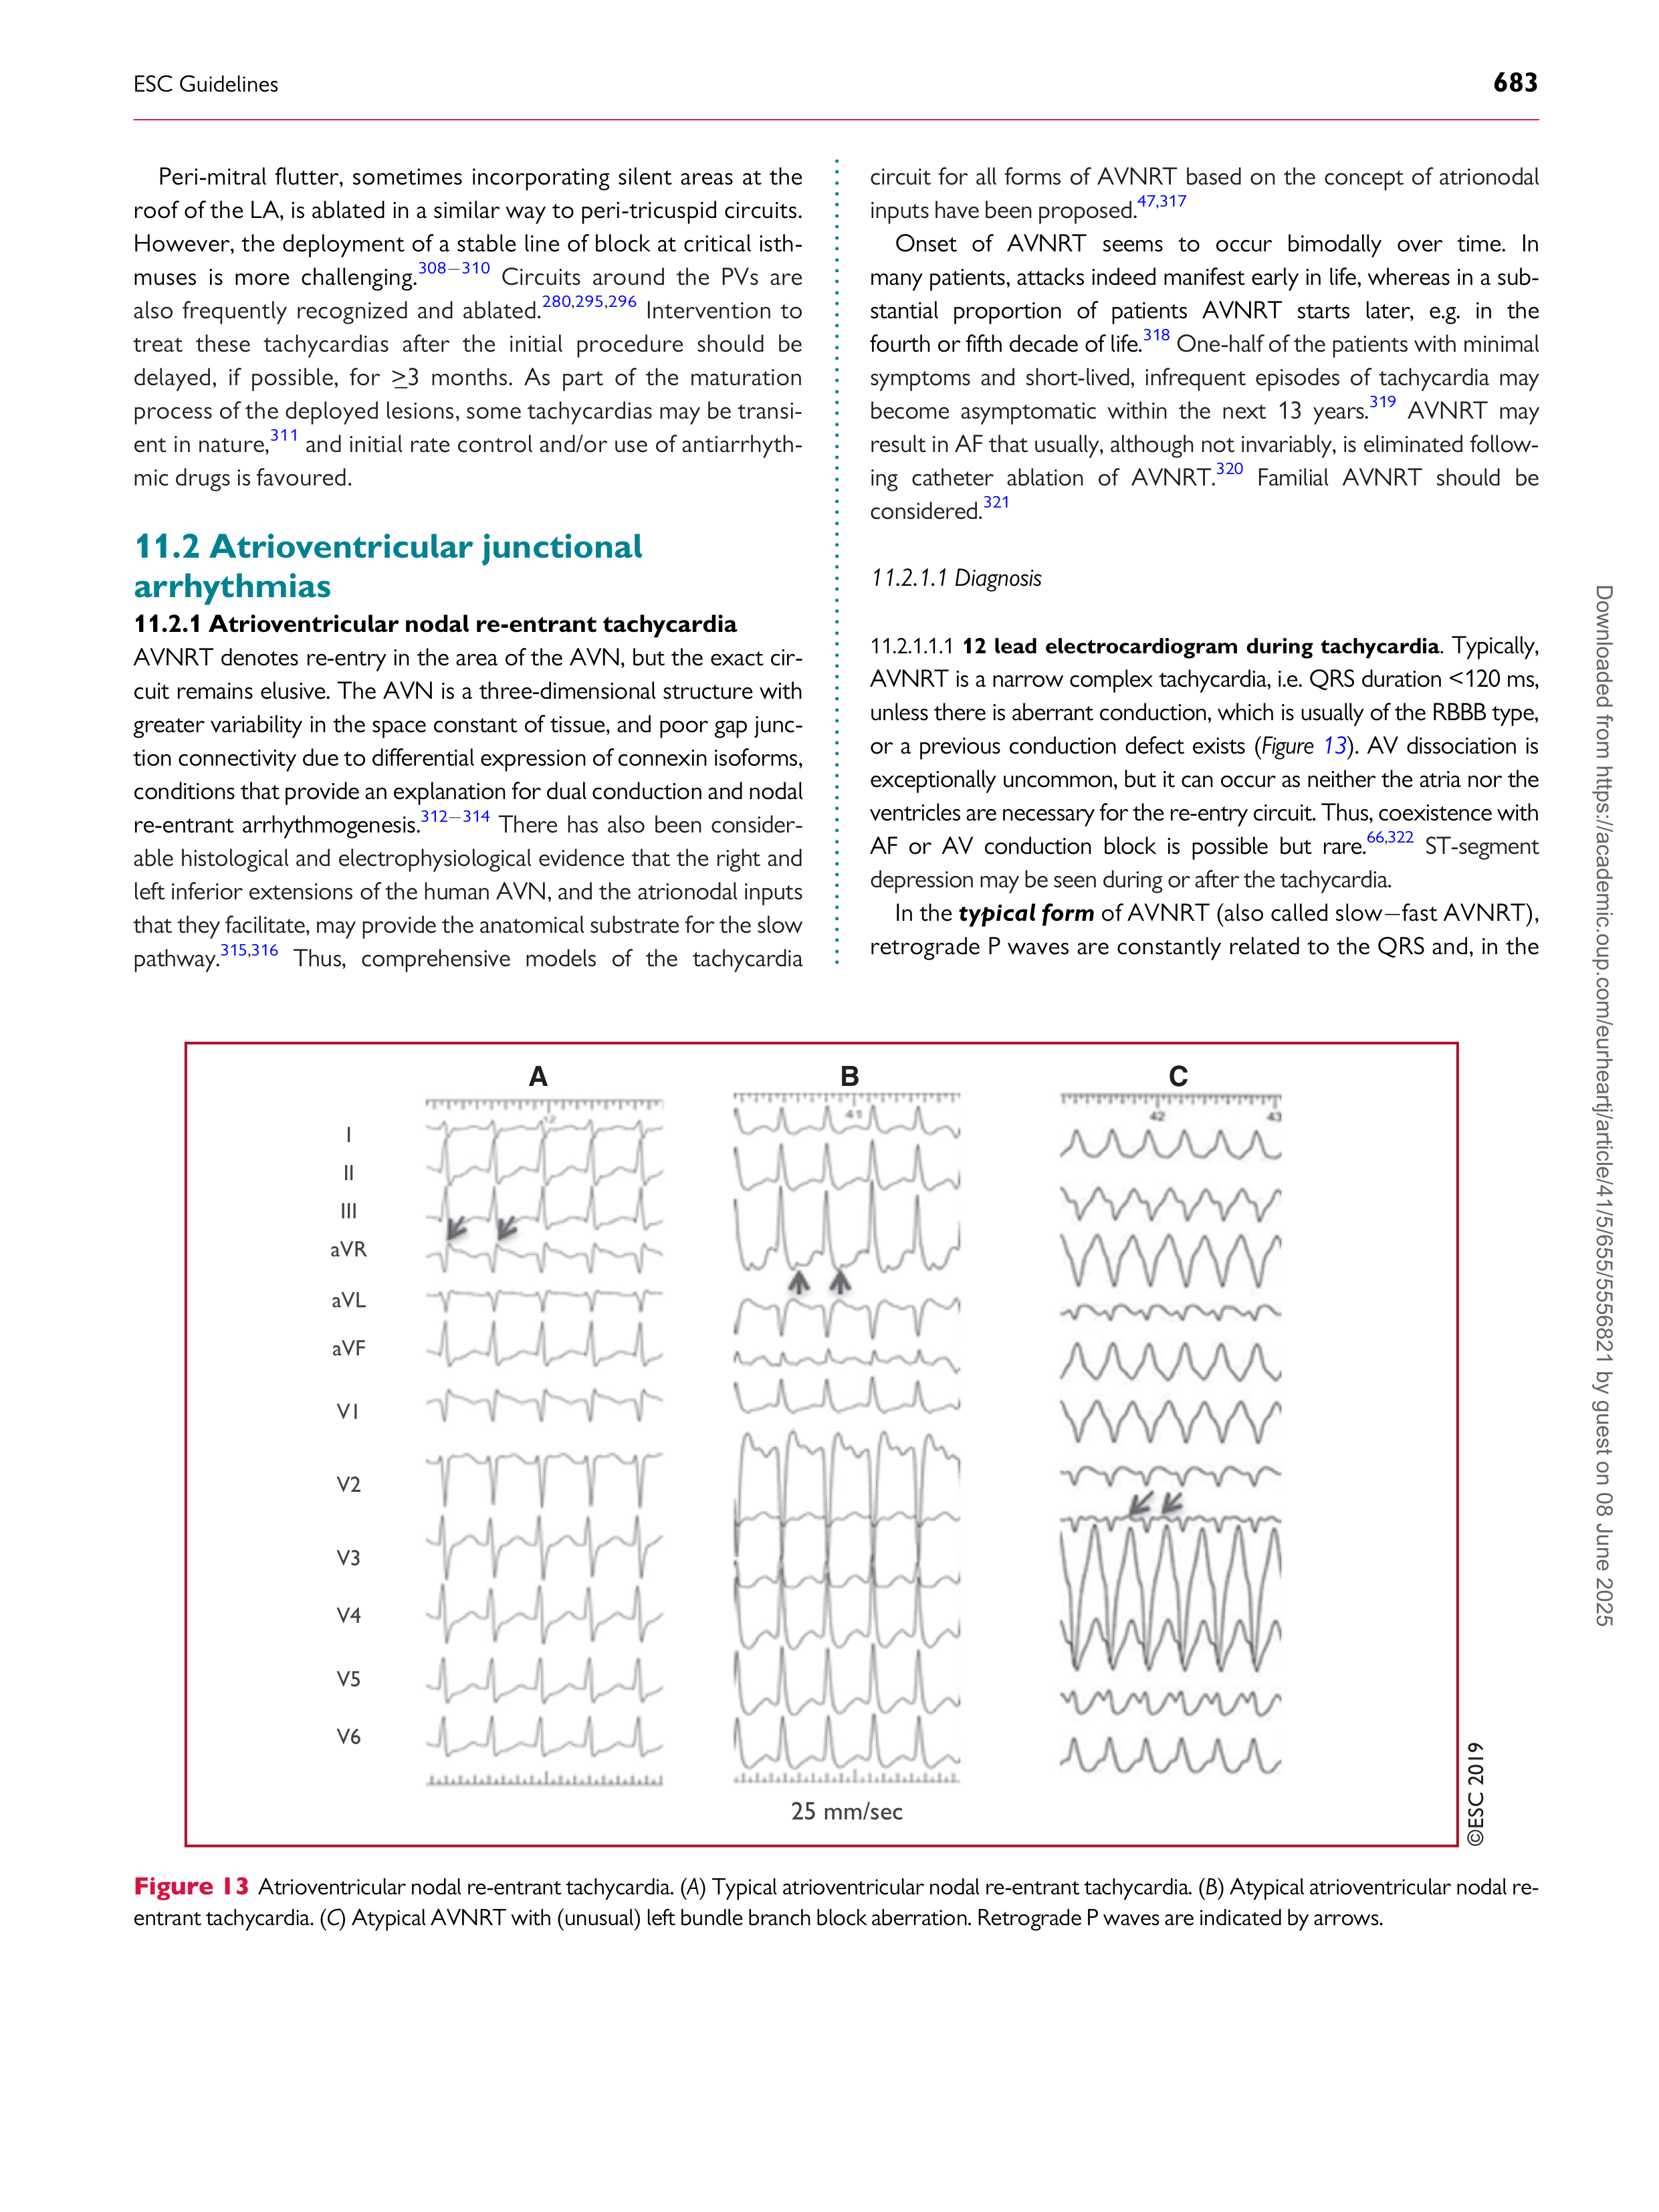 ESC Guidelines
683
Peri-mitral flutter, sometimes incorporating silent areas at the
roof of the LA, is ablated in a similar way to peri-tricuspid circuits.
However, the deployment of a stable line of block at critical isth-
muses is more challenging.308–310 Circuits around the PVs are
also frequently recognized and ablated.280,295,296 Intervention to
treat these tachycardias after the initial procedure should be
delayed, if possible, for ≥3 months. As part of the maturation
process of the deployed lesions, some tachycardias may be transi-
ent in nature,311 and initial rate control and/or use of antiarrhyth-
mic drugs is favoured.
11.2 Atrioventricular junctional
arrhythmias
11.2.1 Atrioventricular nodal re-entrant tachycardia
AVNRT denotes re-entry in the area of the AVN, but the exact cir-
cuit remains elusive. The AVN is a three-dimensional structure with
greater variability in the space constant of tissue, and poor gap junc-
tion connectivity due to differential expression of connexin isoforms,
conditions that provide an explanation for dual conduction and nodal
re-entrant arrhythmogenesis.312–314 There has also been consider-
able histological and electrophysiological evidence that the right and
left inferior extensions of the human AVN, and the atrionodal inputs
that they facilitate, may provide the anatomical substrate for the slow
pathway.315,316 Thus, comprehensive models of the tachycardia
circuit for all forms of AVNRT based on the concept of atrionodal
inputs have been proposed.47,317
Onset of AVNRT seems to occur bimodally over time. In
many patients, attacks indeed manifest early in life, whereas in a sub-
stantial proportion of patients AVNRT starts later, e.g. in the
fourth or fifth decade of life.318 One-half of the patients with minimal
symptoms and short-lived, infrequent episodes of tachycardia may
become asymptomatic within the next 13 years.319 AVNRT may
result in AF that usually, although not invariably, is eliminated follow-
ing catheter ablation of AVNRT.320 Familial AVNRT should be
considered.321
11.2.1.1 Diagnosis
11.2.1.1.1 12 lead electrocardiogram during tachycardia. Typically,
AVNRT is a narrow complex tachycardia, i.e. QRS duration <120 ms,
unless there is aberrant conduction, which is usually of the RBBB type,
or a previous conduction defect exists (Figure 13). AV dissociation is
exceptionally uncommon, but it can occur as neither the atria nor the
ventricles are necessary for the re-entry circuit. Thus, coexistence with
AF or AV conduction block is possible but rare.66,322 ST-segment
depression may be seen during or after the tachycardia.
In the typical form of AVNRT (also called slow–fast AVNRT),
retrograde P waves are constantly related to the QRS and, in the
A
B
C
41
42
43
I
II
III
aVR
aVL
aVF
V1
V2
V3
V4
V5
V6
25 mm/sec
©ESC 2019
Figure 13 Atrioventricular nodal re-entrant tachycardia. (A) Typical atrioventricular nodal re-entrant tachycardia. (B) Atypical atrioventricular nodal re-
entrant tachycardia. (C) Atypical AVNRT with (unusual) left bundle branch block aberration. Retrograde P waves are indicated by arrows.
Downloaded from https://academic.oup.com/eurheartj/article/41/5/655/5556821 by guest on 08 June 2025